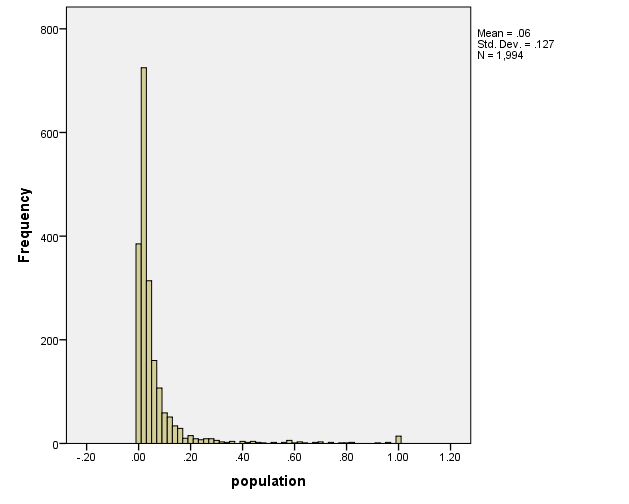 Mean = .06
Std. Dev. = .127
N = 1,994
800
600
400
200
0
Frequency
-.20
.00
.20
.40
.60
.80
1.00
1.20
population